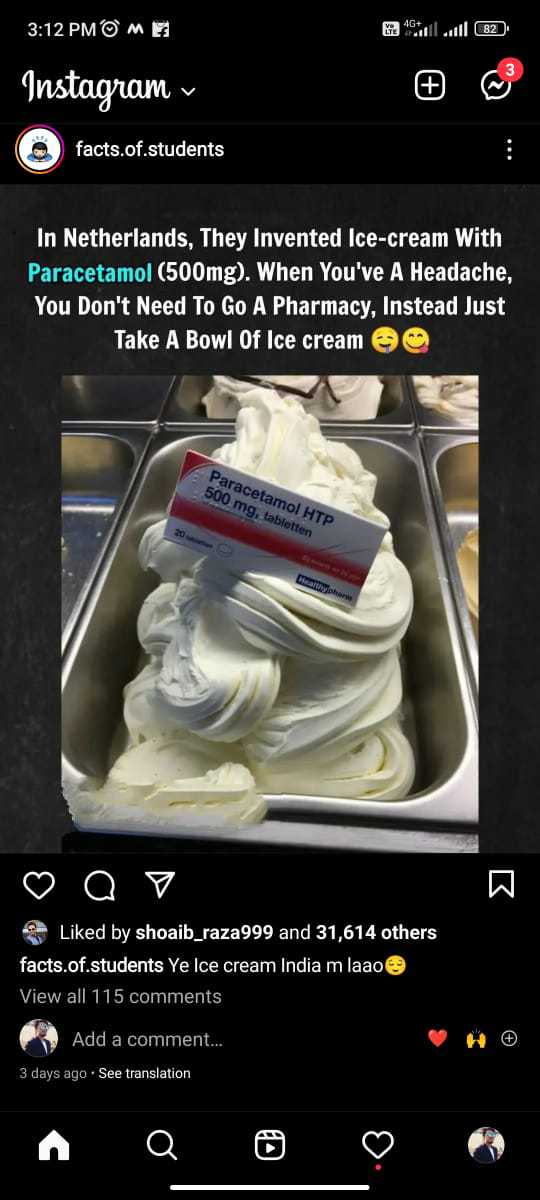 3:12 PM
Vo LTE 4G+ 82
Instagram
3
facts.of.students
In Netherlands, They Invented Ice-cream With
Paracetamol (500mg). When You've A Headache,
You Don't Need To Go A Pharmacy, Instead Just
Take A Bowl Of Ice cream 🤤😋
Paracetamol HTP
500 mg, tabletten
20 tabletten
Healthypharm
Liked by shoaib_raza999 and 31,614 others
facts.of.students Ye Ice cream India m laao😌
View all 115 comments
Add a comment...
3 days ago • See translation